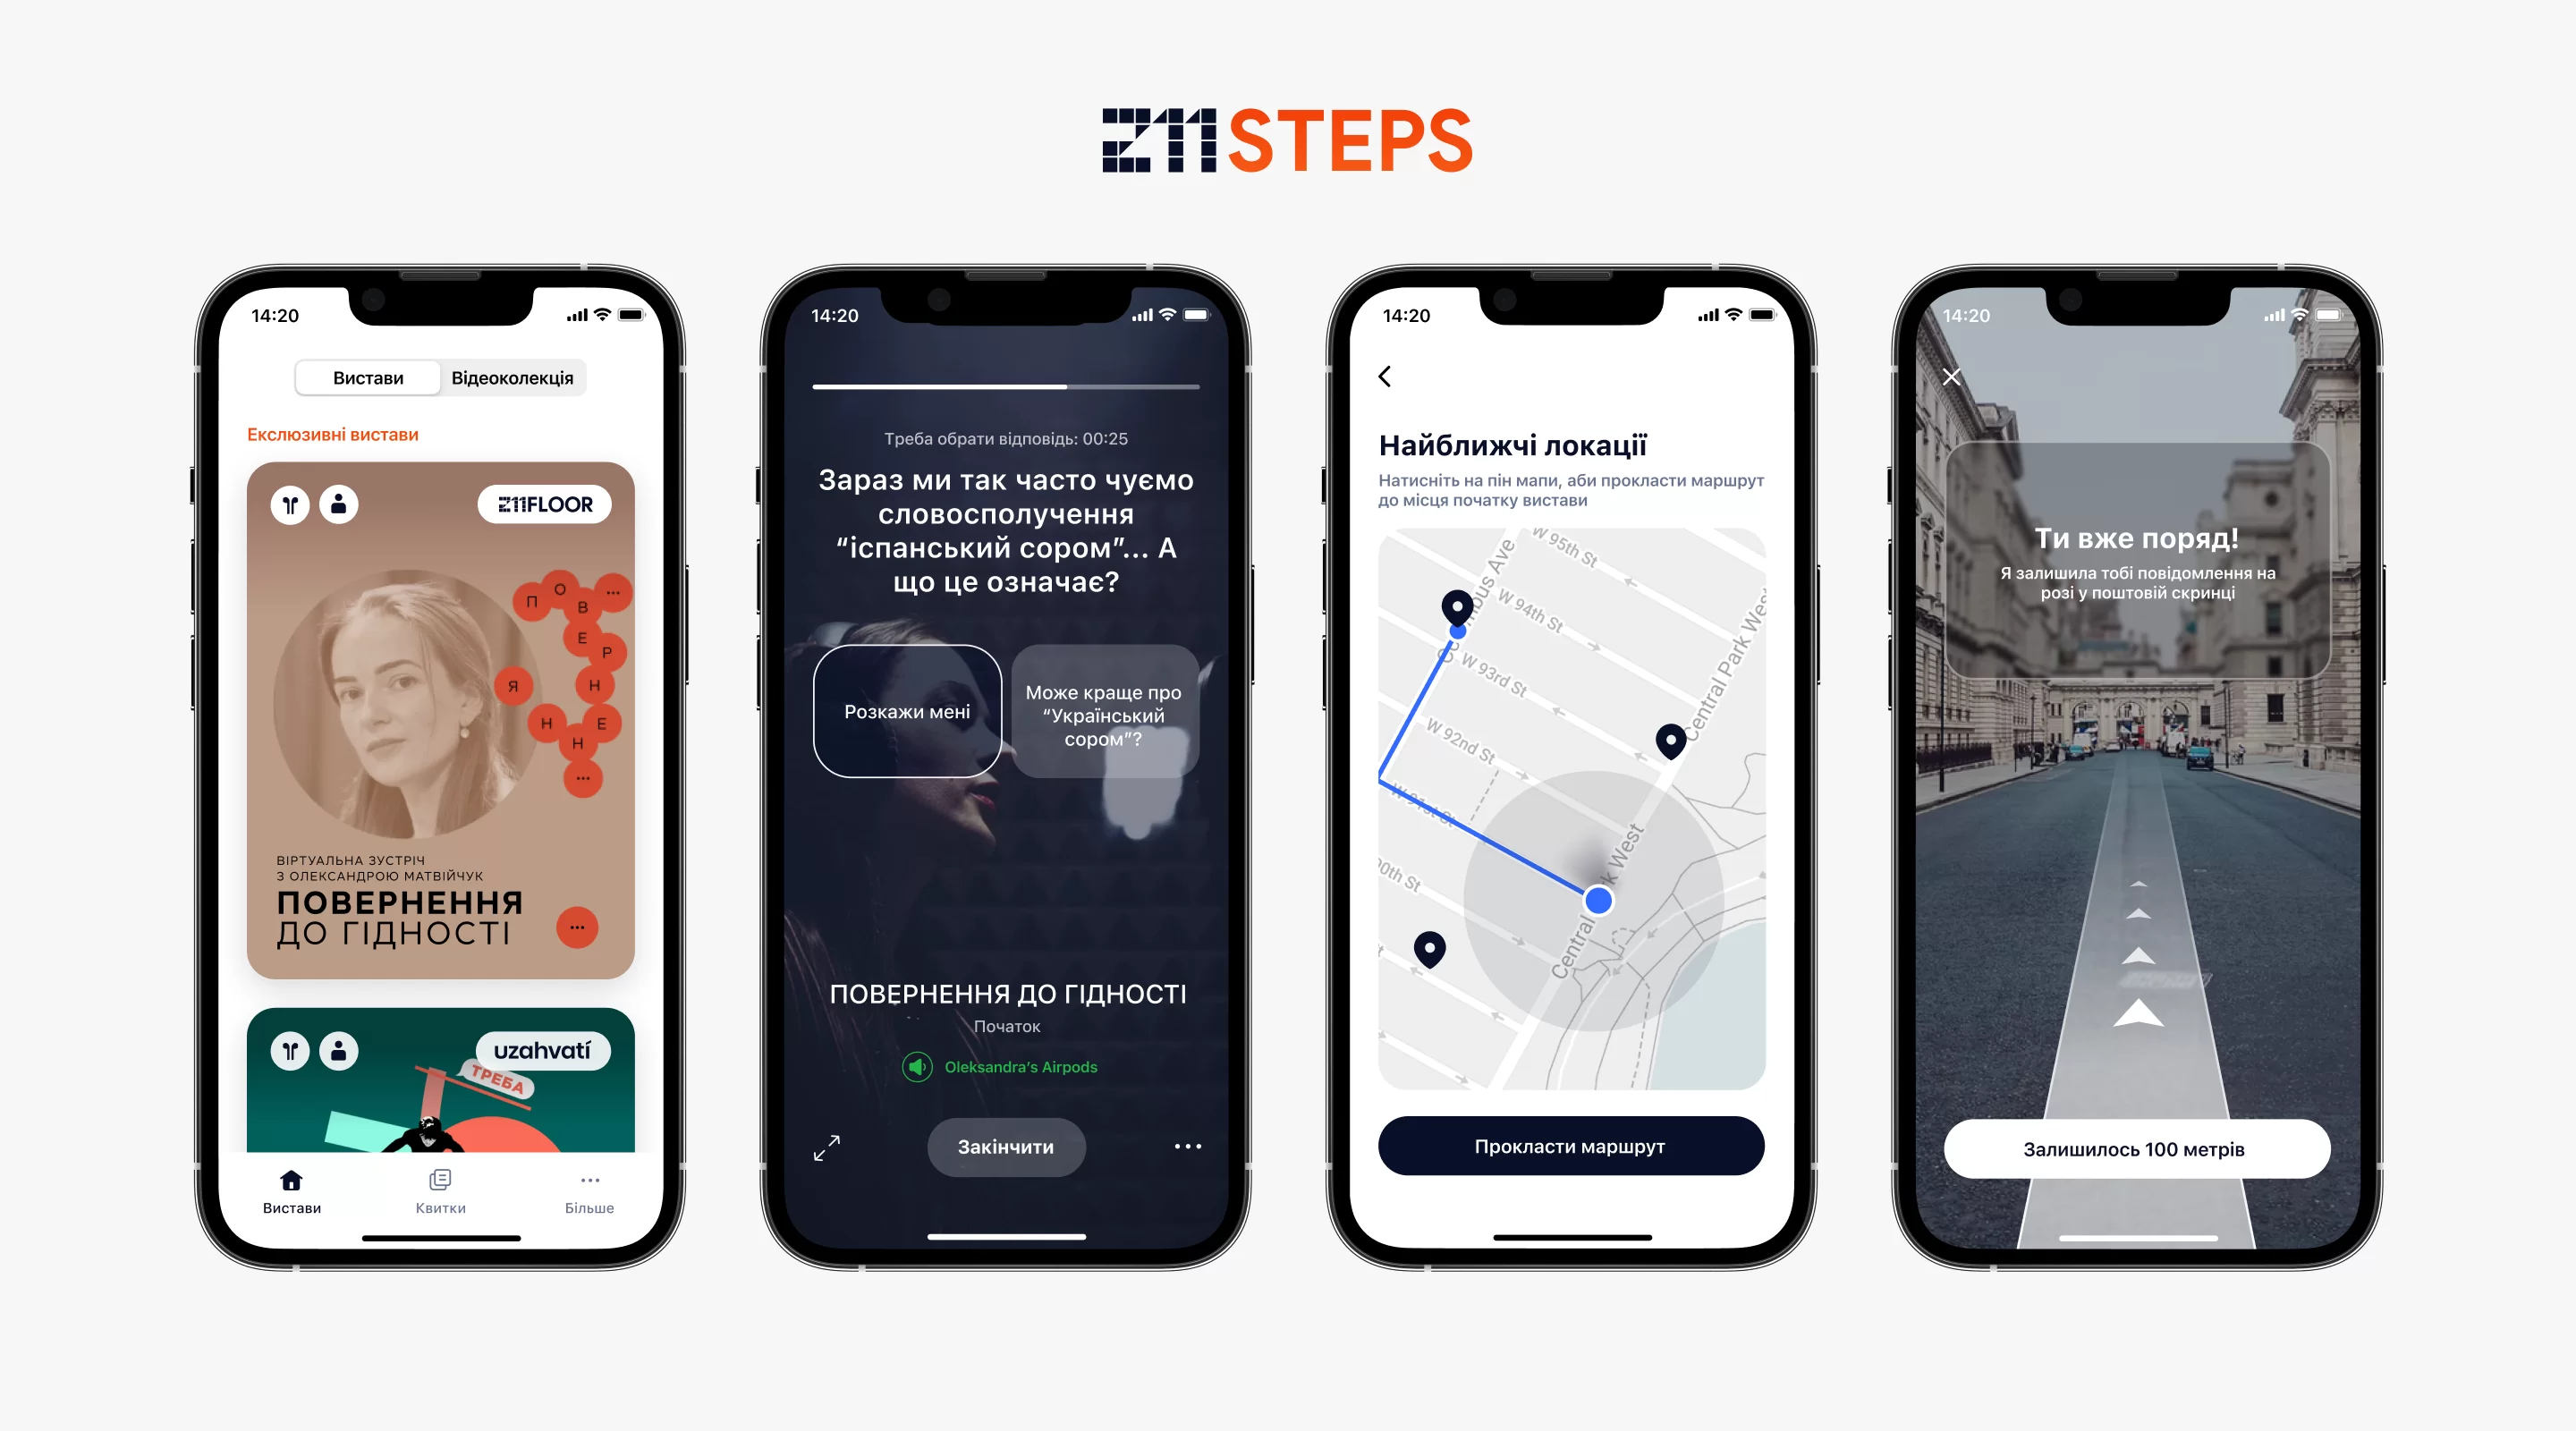 Z11STEPS
14:20
Вистави Відеоколекція
Екслюзивні вистави
Z11FLOOR
П О В ...
Е
Р
Я Н
Н Е
Н
...
ВІРТУАЛЬНА ЗУСТРІЧ
З ОЛЕКСАНДРОЮ МАТВІЙЧУК
ПОВЕРНЕННЯ
ДО ГІДНОСТІ
...
uzahvatí
ТРЕБА
Вистави Квитки Більше
14:20
Треба обрати відповідь: 00:25
Зараз ми так часто чуємо
словосполучення
“іспанський сором”... А
що це означає?
Розкажи мені
Може краще про
“Український
сором”?
ПОВЕРНЕННЯ ДО ГІДНОСТІ
Початок
Oleksandra’s Airpods
Закінчити
14:20
Найближчі локації
Натисніть на пін мапи, аби прокласти маршрут
до місця початку вистави
W 95th St
W 94th St
W 93rd St
W 92nd St
W 91st St
Central Park West
Central
Прокласти маршрут
14:20
Ти вже поряд!
Я залишила тобі повідомлення на
розі у поштовій скринці
Залишилось 100 метрів